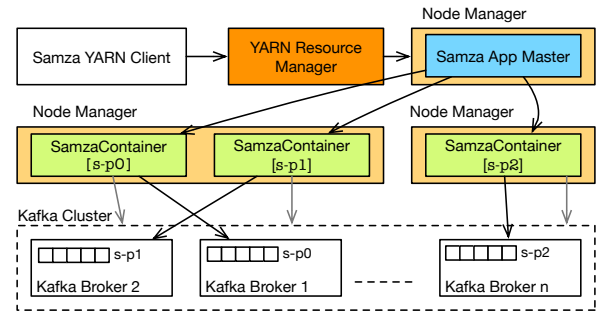 Node Manager
Samza YARN Client
YARN Resource
Manager
Samza App Master
Node Manager
Node Manager
SamzaContainer
[s-p0]
SamzaContainer
[s-p1]
SamzaContainer
[s-p2]
Kafka Cluster
s-p1
s-p0
s-p2
Kafka Broker 2
Kafka Broker 1
Kafka Broker n